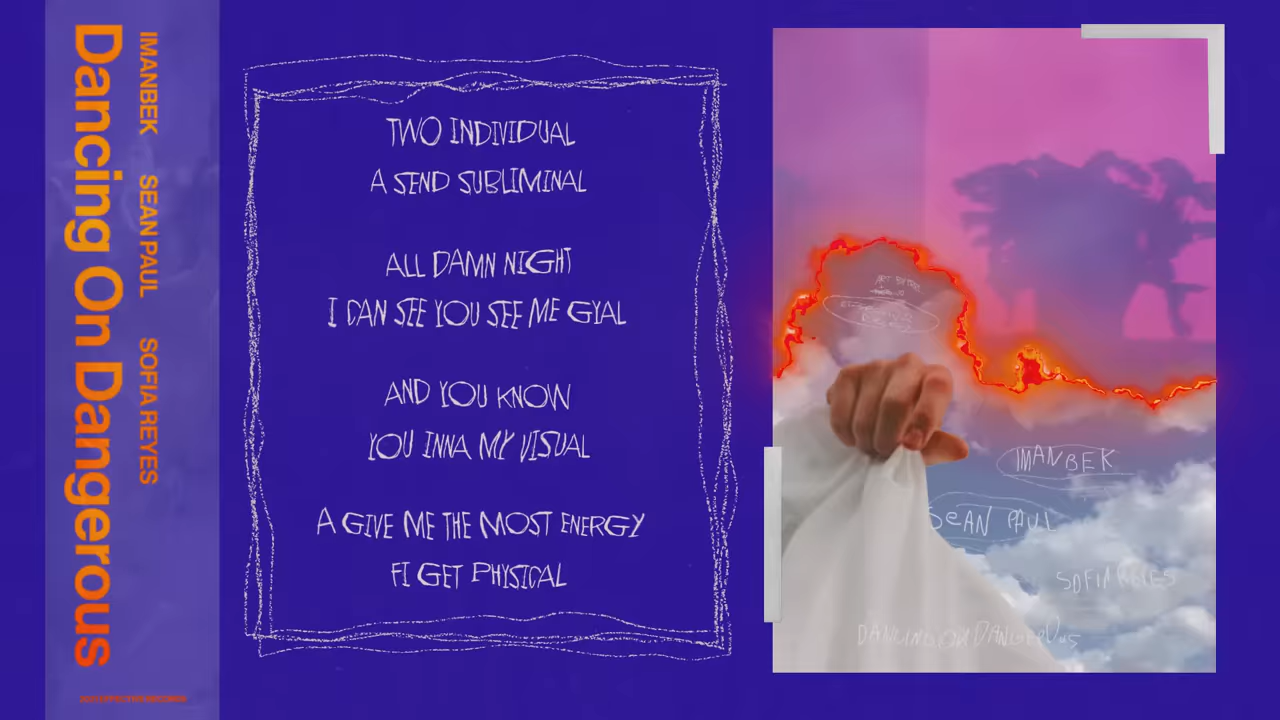 Dancing On Dangerous
IMANBEK SEAN PAUL SOFIA REYES
TWO INDIVIDUAL
A SEND SUBLIMINAL
ALL DAMN NIGHT
I CAN SEE YOU SEE ME GYAL
AND YOU KNOW
YOU INNA MY VISUAL
A GIVE ME THE MOST ENERGY
FI GET PHYSICAL
IMANBEK
SEAN PAUL
SOFIA REYES
DANCING ON DANGEROUS